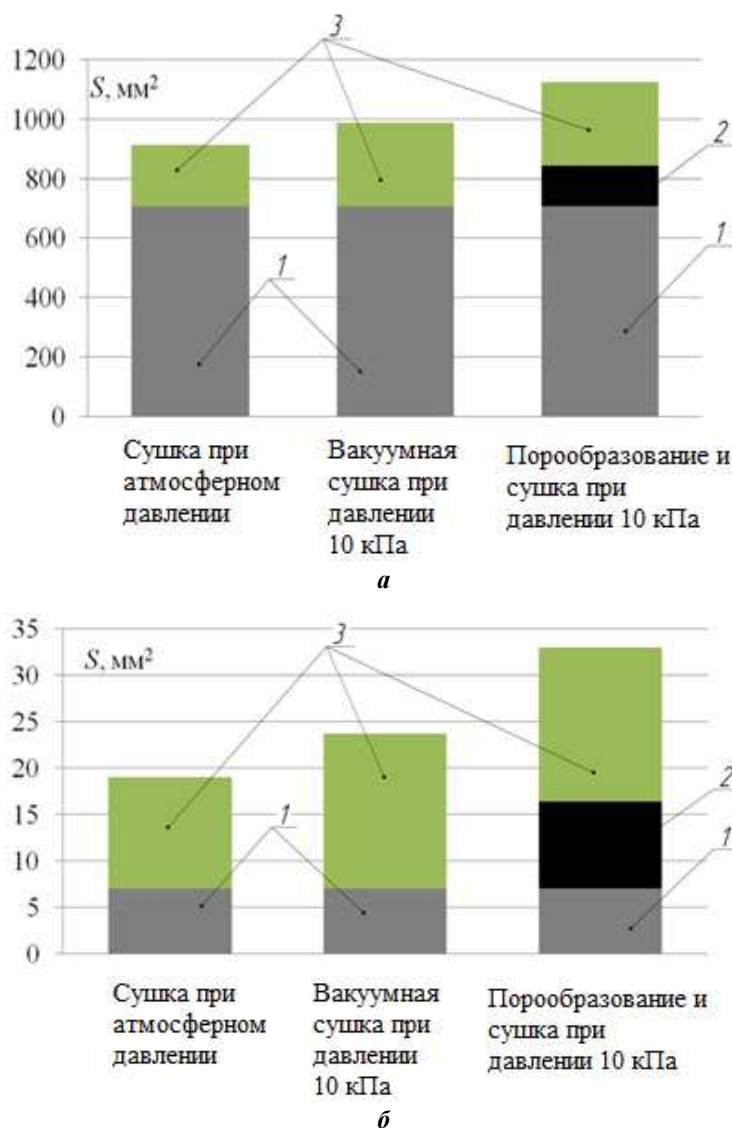 3
1200
S, мм²
1000
2
800
1
600
1
400
200
0
Сушка при
атмосферном
давлении
Вакуумная
сушка при
давлении
10 кПа
Порообразование и
сушка при
давлении 10 кПа
а
35
3
S, мм²
30
25
20
2
15
1
1
10
5
0
Сушка при
атмосферном
давлении
Вакуумная
сушка при
давлении
10 кПа
Порообразование и
сушка при
давлении 10 кПа
б